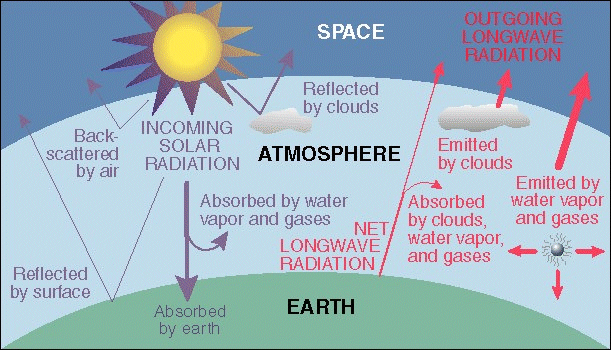 SPACE
OUTGOING
LONGWAVE
RADIATION
Reflected
by clouds
Back-
scattered
by air
INCOMING
SOLAR
RADIATION
ATMOSPHERE
Emitted
by clouds
Emitted by
water vapor
and gases
Absorbed by water
vapor and gases
NET
LONGWAVE
RADIATION
Absorbed
by clouds,
water vapor,
and gases
Reflected
by surface
Absorbed
by earth
EARTH